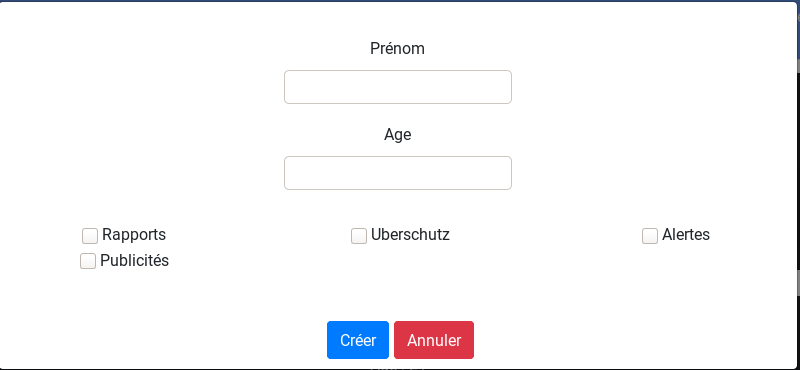 Prénom
Age
Rapports Uberschutz Alertes
Publicités
Créer Annuler